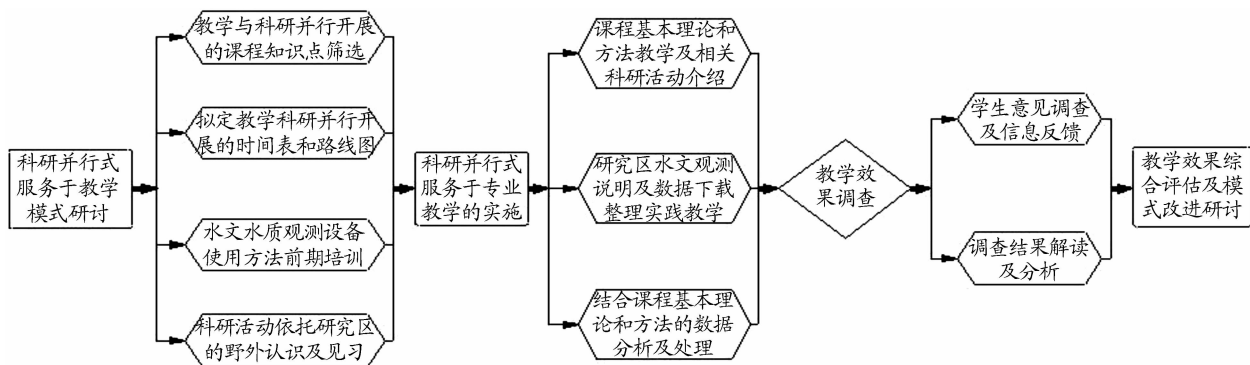 科研并行式
服务于教学
模式研讨
教学与科研并行开展
的课程知识点筛选
拟定教学科研并行开
展的时间表和路线图
水文水质观测设备
使用方法前期培训
科研活动依托研究区
的野外认识及见习
科研并行式
服务于专业
教学的实施
课程基本理论和
方法教学及相关
科研活动介绍
研究区水文观测
说明及数据下载
整理实践教学
结合课程基本理
论和方法的数据
分析及处理
教学效
果调查
学生意见调查
及信息反馈
调查结果解读
及分析
教学效果综
合评估及模
式改进研讨